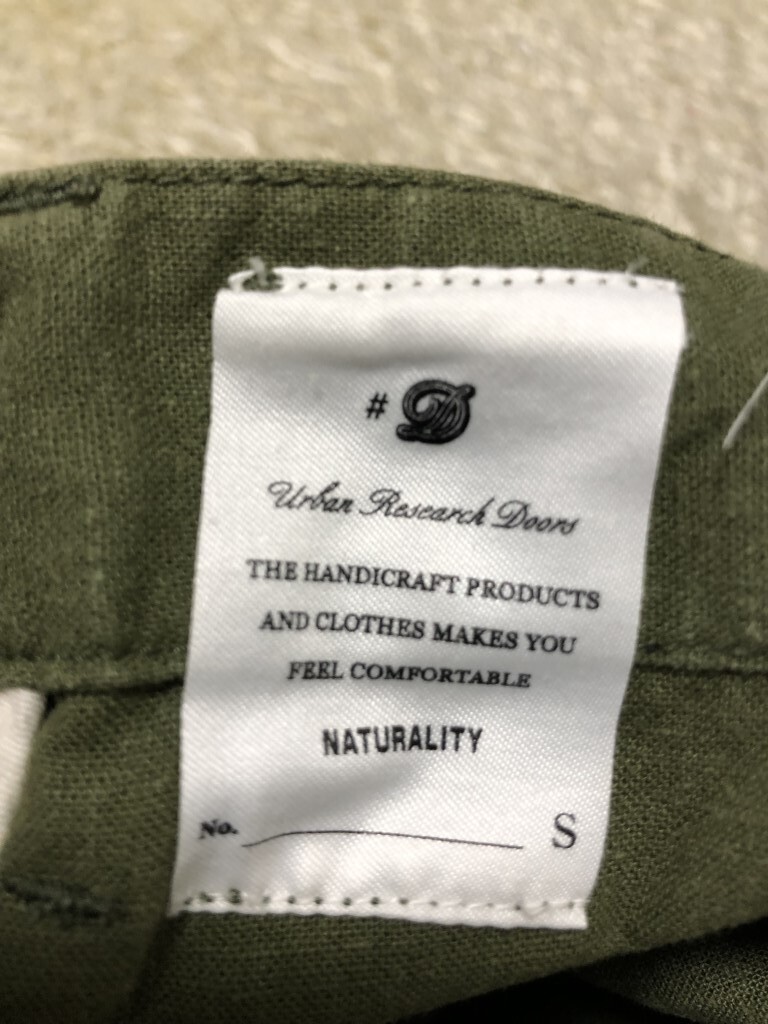 # D
Urban Research Doors
THE HANDICRAFT PRODUCTS
AND CLOTHES MAKES YOU
FEEL COMFORTABLE
NATURALITY
No. S